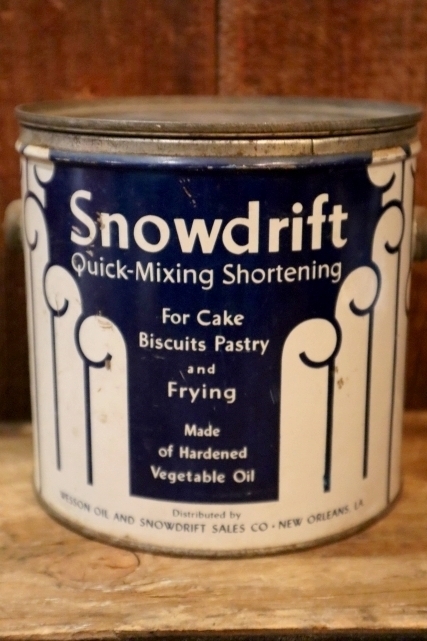 Snowdrift
Quick-Mixing Shortening
For Cake
Biscuits Pastry
and
Frying
Made
of Hardened
Vegetable Oil
Distributed by
WESSON OIL AND SNOWDRIFT SALES CO • NEW ORLEANS, LA.